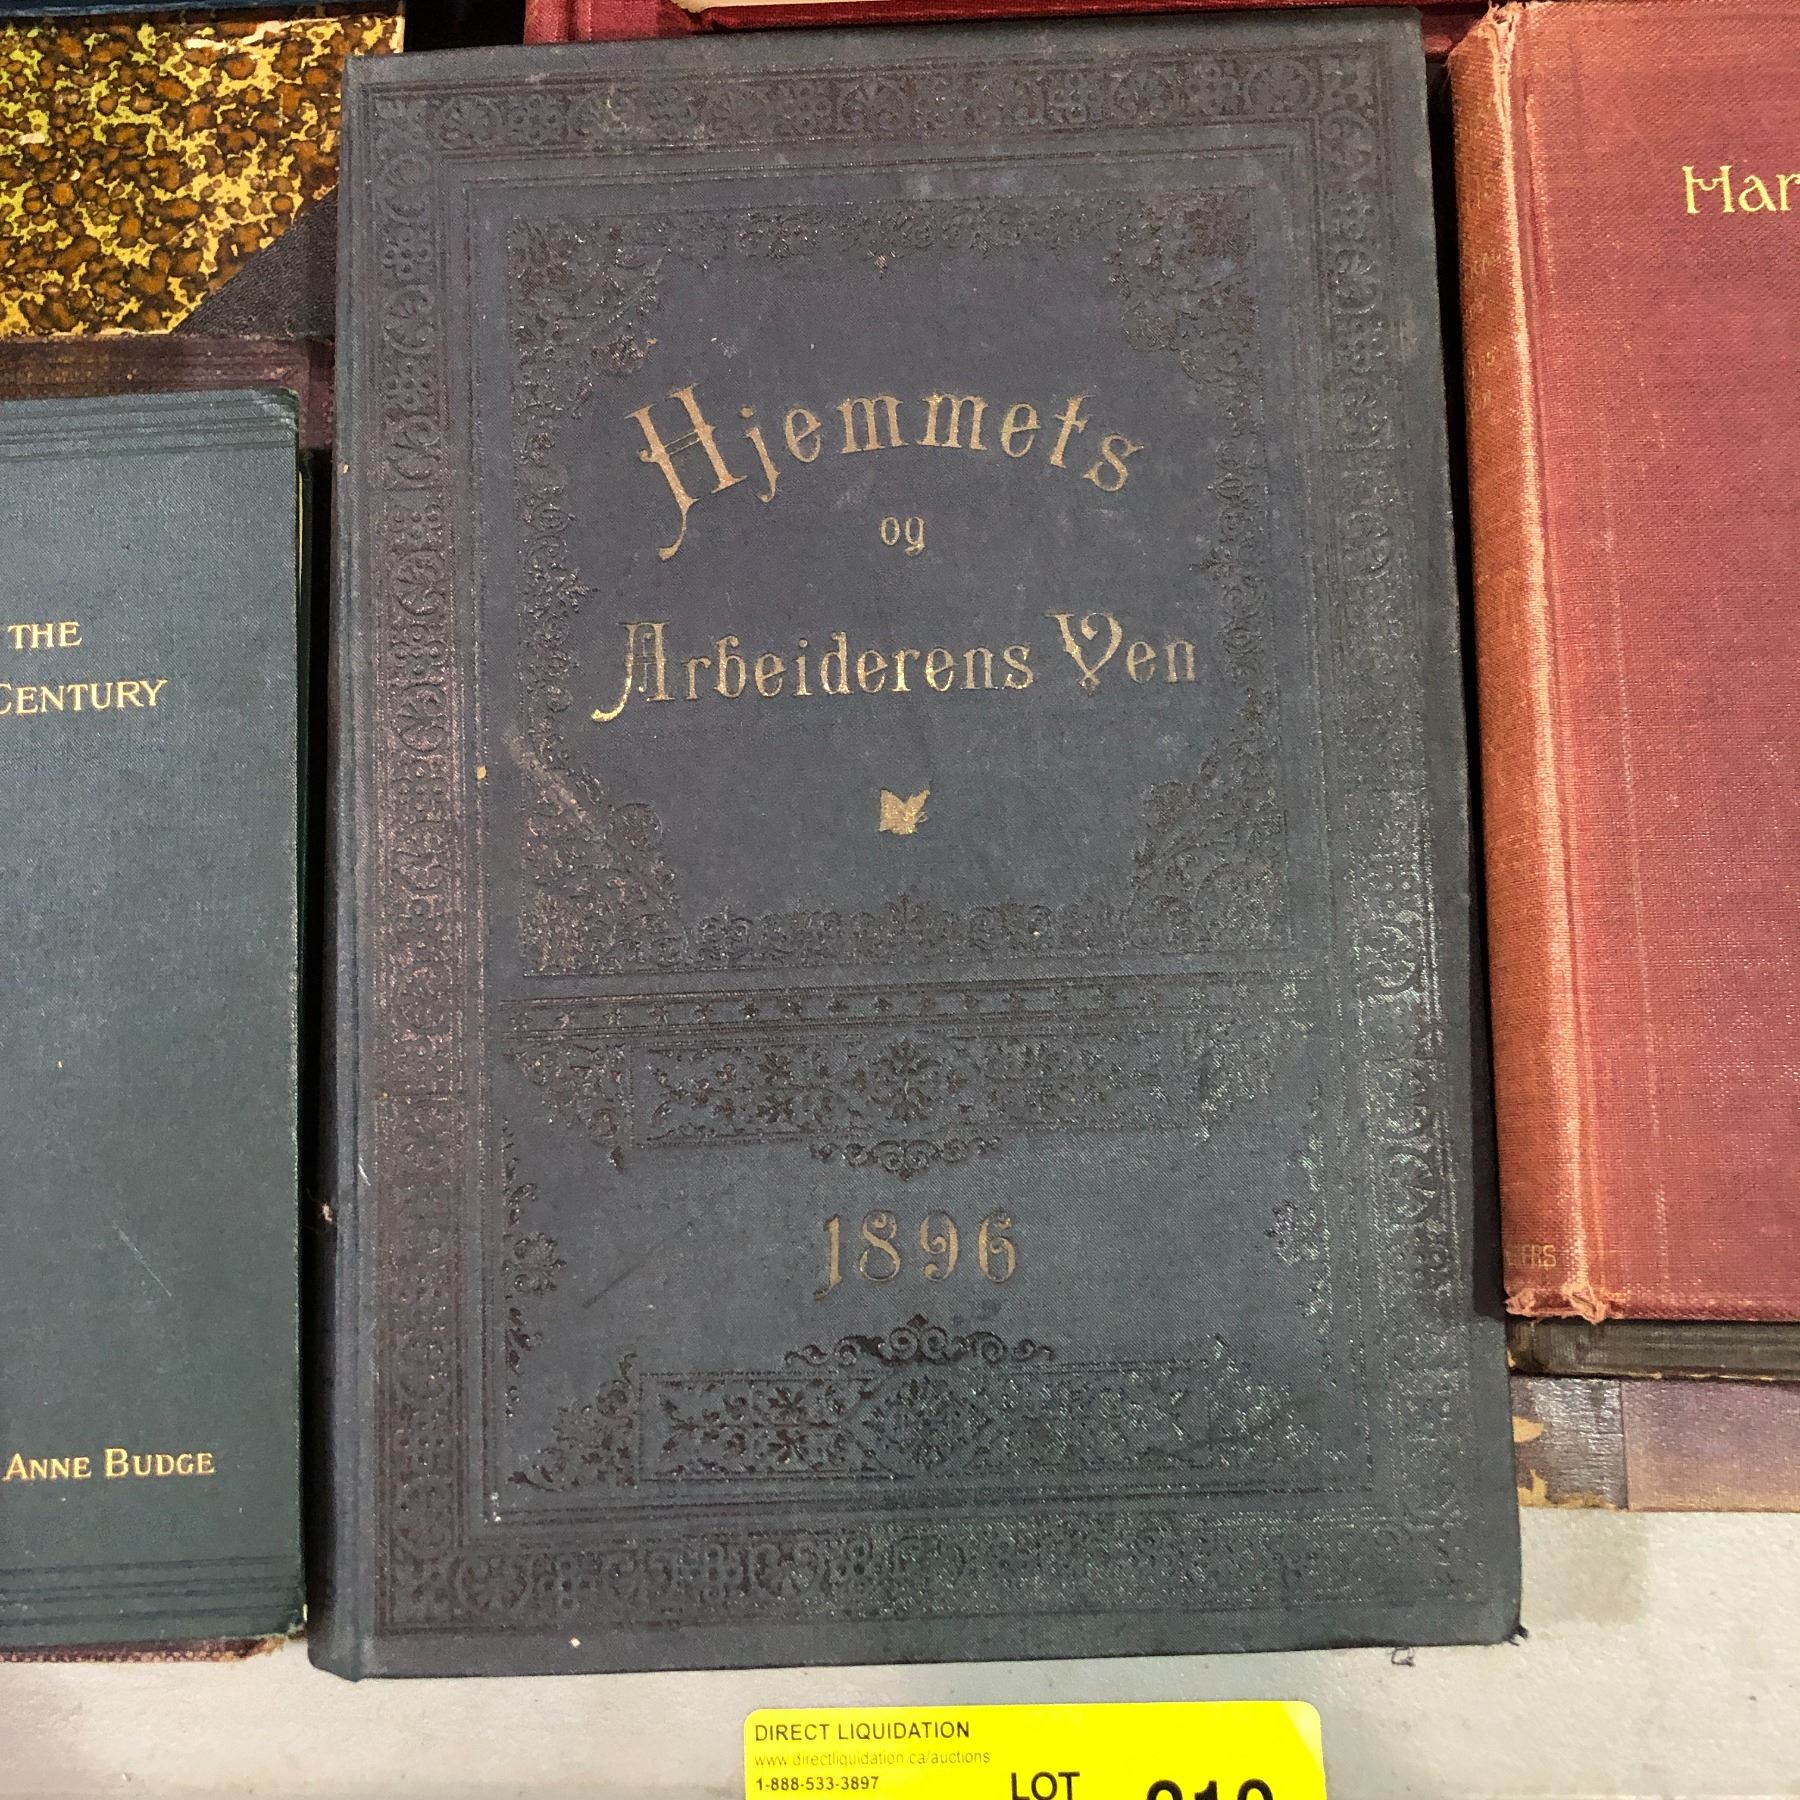 Hjemmets
og
Arbeiderens Ven
1896
THE
CENTURY
ANNE BUDGE
Har
DIRECT LIQUIDATION
www.directliquidation.ca/auctions
1-888-533-3897
LOT